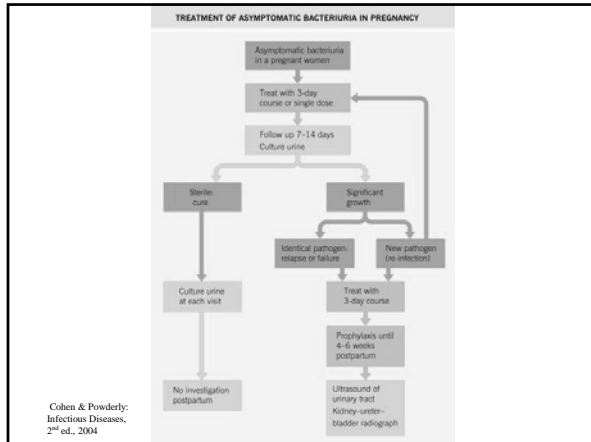 TREATMENT OF ASYMPTOMATIC BACTERIURIA IN PREGNANCY
Asymptomatic bacteriuria
in a pregnant women
Treat with 3-day
course or single dose
Follow up 7–14 days
Culture urine
Sterile:
cure
Significant
growth
Identical pathogen:
relapse or failure
New pathogen
(re-infection)
Culture urine
at each visit
Treat with
3-day course
Prophylaxis until
4–6 weeks
postpartum
No investigation
postpartum
Ultrasound of
urinary tract
Kidney–ureter–
bladder radiograph
Cohen & Powderly:
Infectious Diseases,
2nd ed., 2004